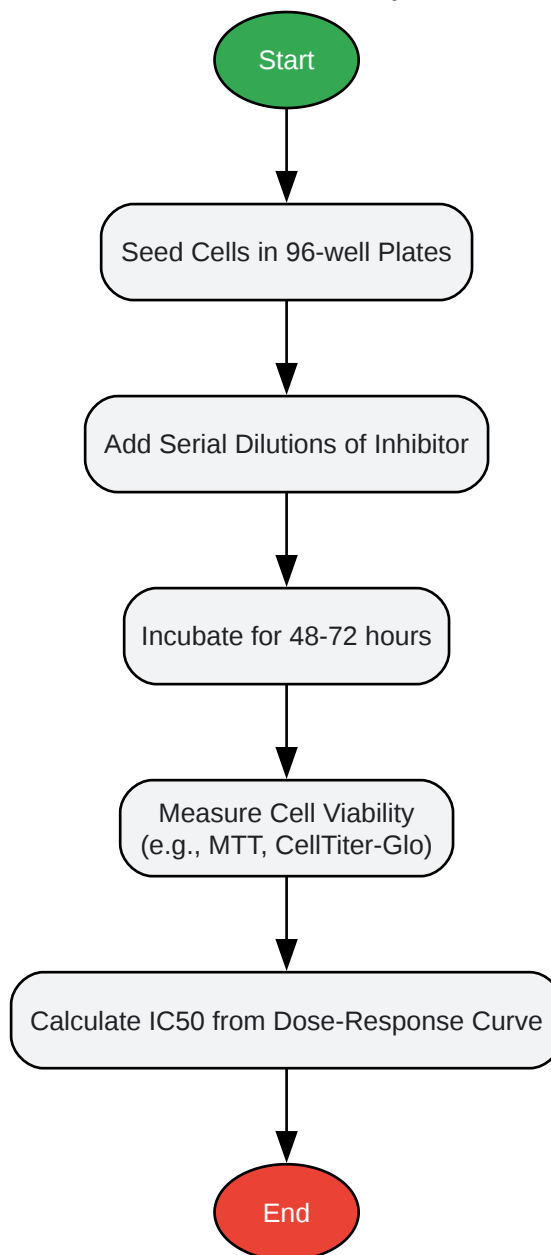 Start
Seed Cells in 96-well Plates
Add Serial Dilutions of Inhibitor
Incubate for 48-72 hours
Measure Cell Viability
(e.g., MTT, CellTiter-Glo)
Calculate IC50 from Dose-Response Curve
End